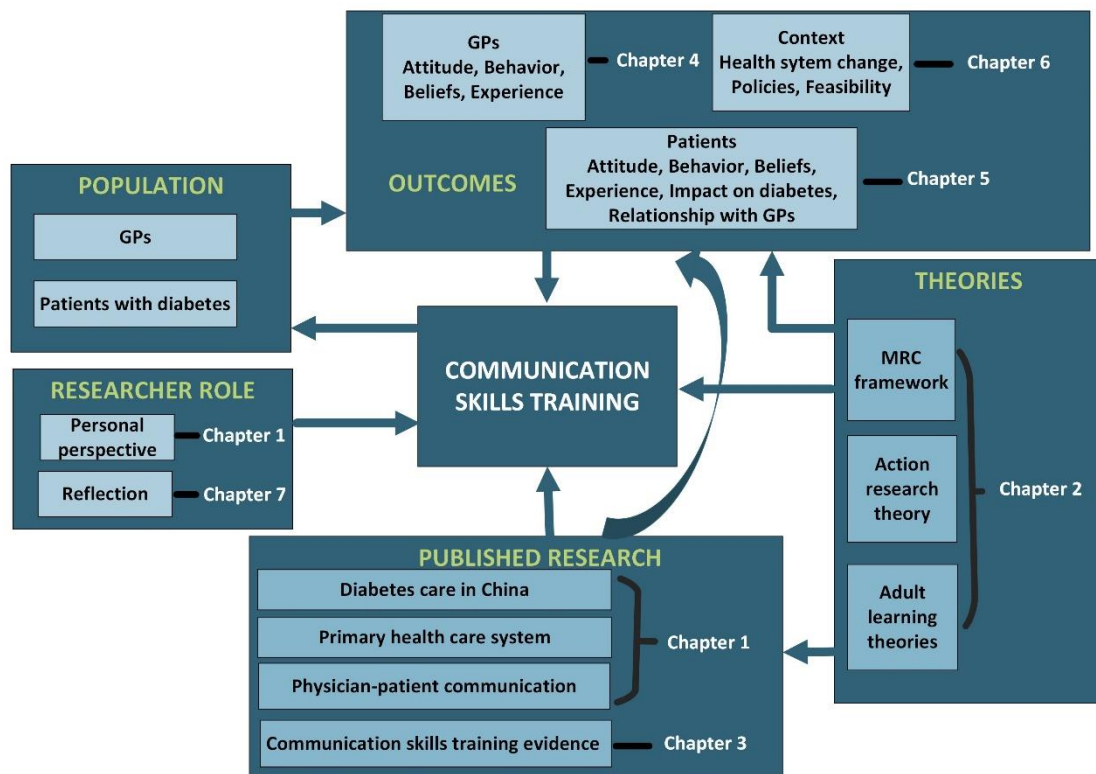 GPs
Attitude, Behavior,
Beliefs, Experience
Chapter 4
Context
Health sytem change,
Policies, Feasibility
Chapter 6
OUTCOMES
Patients
Attitude, Behavior, Beliefs,
Experience, Impact on diabetes,
Relationship with GPs
Chapter 5
POPULATION
GPs
Patients with diabetes
RESEARCHER ROLE
Personal
perspective
Chapter 1
Reflection
Chapter 7
COMMUNICATION
SKILLS TRAINING
THEORIES
MRC
framework
Action
research
theory
Adult
learning
theories
Chapter 2
PUBLISHED RESEARCH
Diabetes care in China
Primary health care system
Physician-patient communication
Chapter 1
Communication skills training evidence
Chapter 3